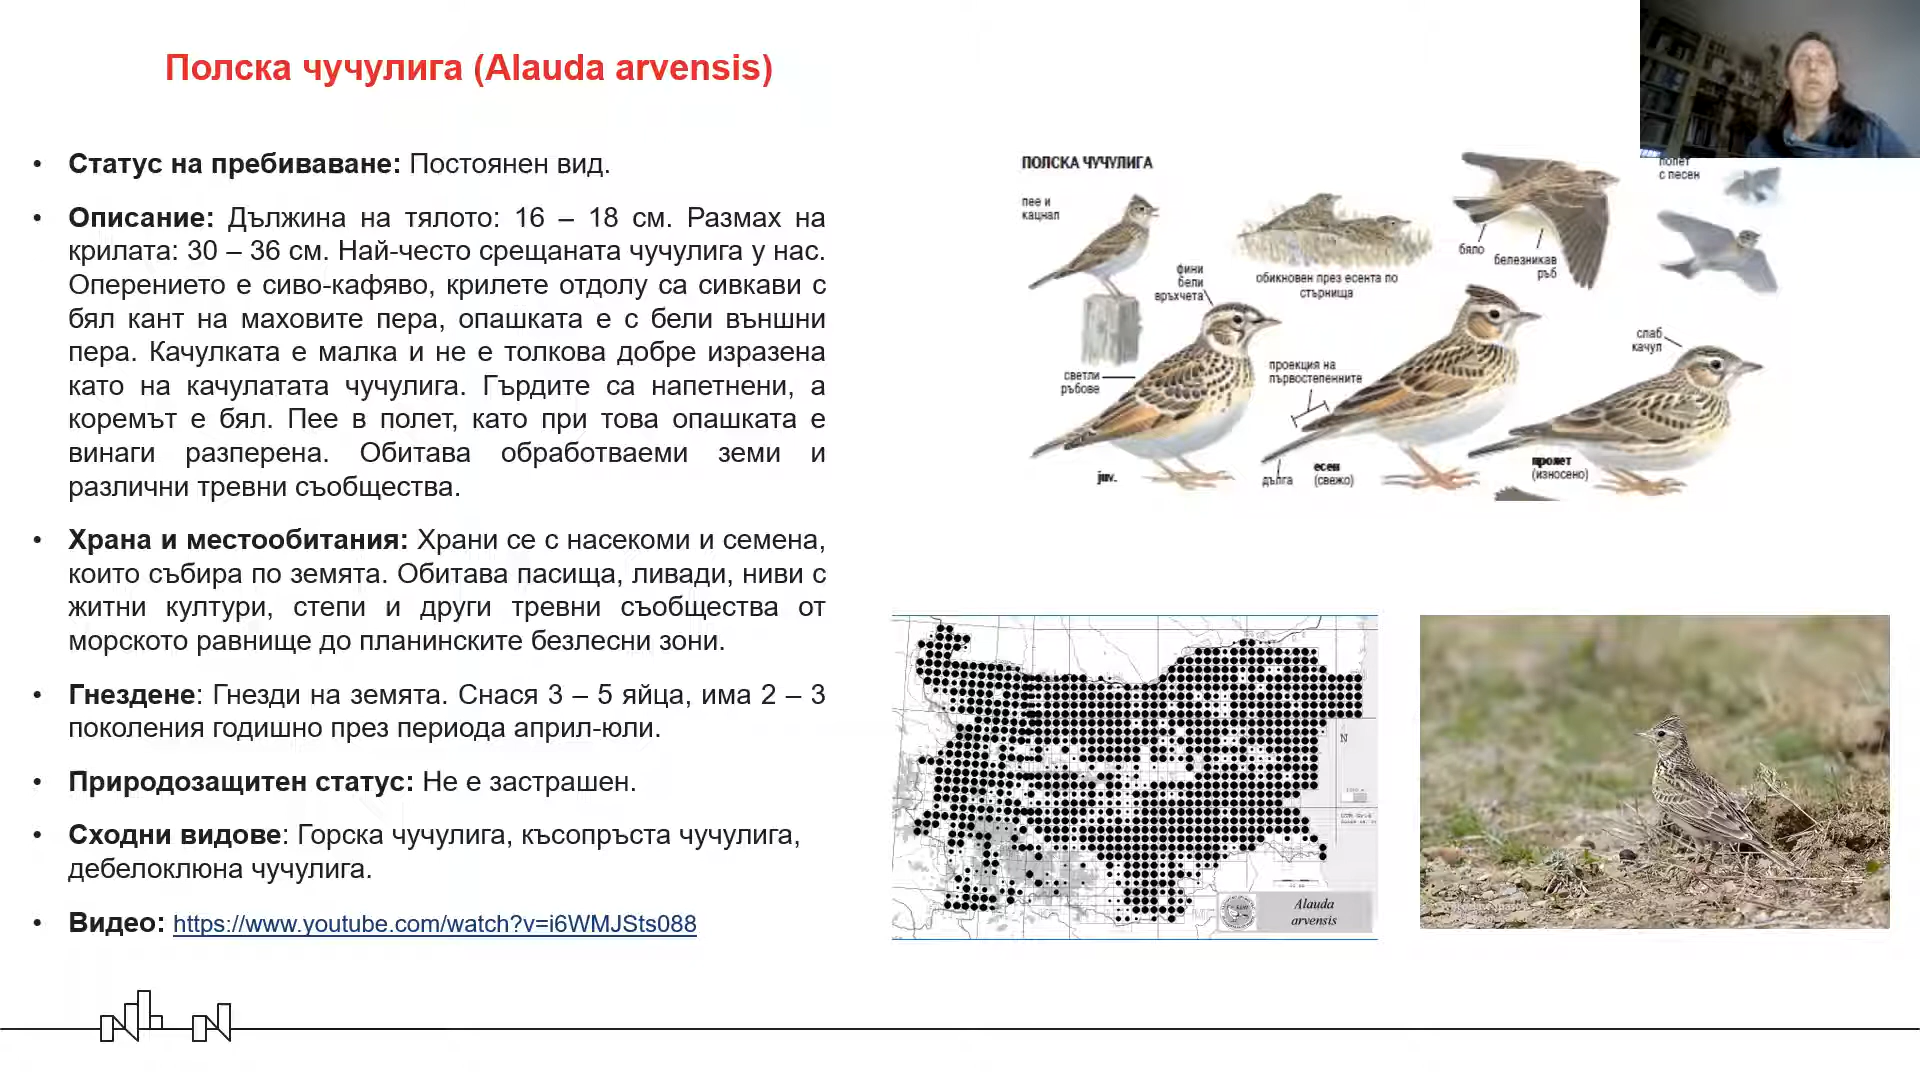 Полска чучулига (Alauda arvensis)
• Статус на пребиваване: Постоянен вид.
• Описание: Дължина на тялото: 16 – 18 см. Размах на
крилата: 30 – 36 см. Най-често срещаната чучулига у нас.
Оперението е сиво-кафяво, крилете отдолу са сивкави с
бял кант на маховите пера, опашката е с бели външни
пера. Качулката е малка и не е толкова добре изразена
като на качулатата чучулига. Гърдите са напетнени, а
коремът е бял. Пее в полет, като при това опашката е
винаги разперена. Обитава обработваеми земи и
различни тревни съобщества.
• Храна и местообитания: Храни се с насекоми и семена,
които събира по земята. Обитава пасища, ливади, ниви с
житни култури, степи и други тревни съобщества от
морското равнище до планинските безлесни зони.
• Гнездене: Гнезди на земята. Снася 3 – 5 яйца, има 2 – 3
поколения годишно през периода април-юли.
• Природозащитен статус: Не е застрашен.
• Сходни видове: Горска чучулига, късопръста чучулига,
дебелоклюна чучулига.
• Видео: https://www.youtube.com/watch?v=i6WMJSts088
ПОЛСКА ЧУЧУЛИГА
пее и
кацнал
фини
бели
връхчета
обикновен през есента по
стърнища
бяло
белезникав
ръб
полет
с песен
светли
ръбове
проекция на
първостепенните
слаб
качул
juv.
дълга
есен
(свежо)
пролет
(износено)
N
Alauda
arvensis